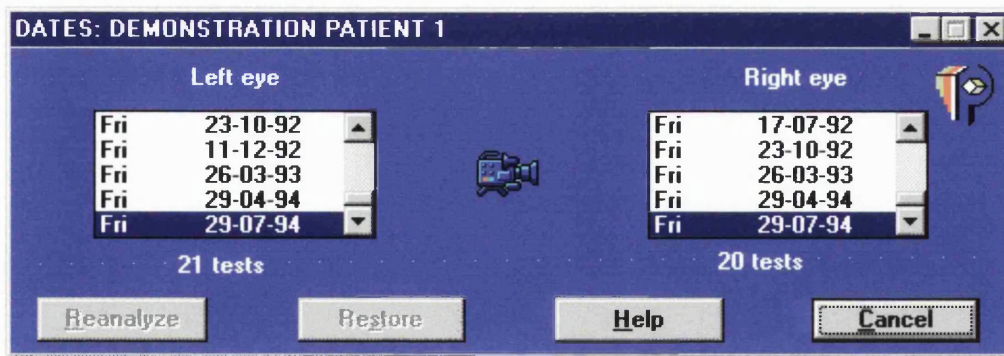 DATES: DEMONSTRATION PATIENT 1
Left eye Right eye
Fri 23-10-92 Fri 17-07-92
Fri 11-12-92 Fri 23-10-92
Fri 26-03-93 Fri 26-03-93
Fri 29-04-94 Fri 29-04-94
Fri 29-07-94 Fri 29-07-94
21 tests 20 tests
Reanalyze Restore Help Cancel